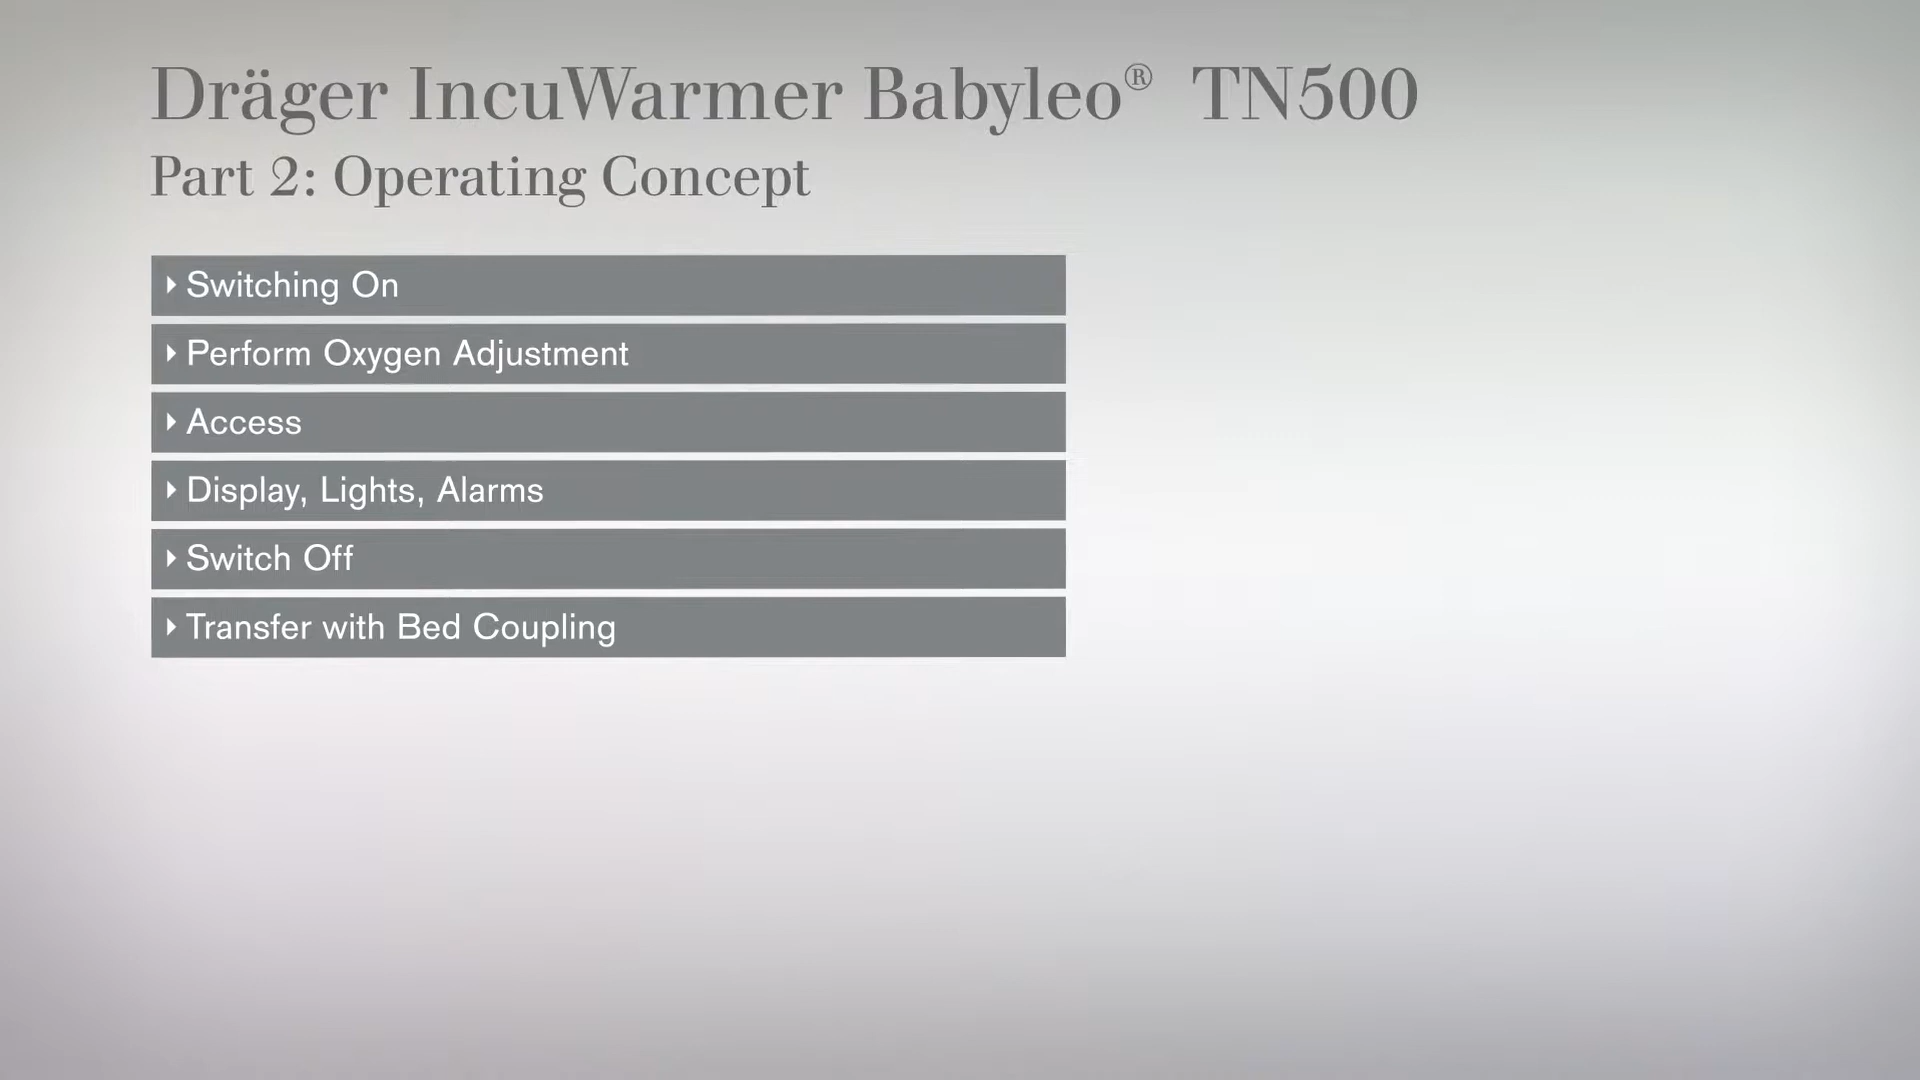 Dräger IncuWarmer Babyleo® TN500
Part 2: Operating Concept
Switching On
Perform Oxygen Adjustment
Access
Display, Lights, Alarms
Switch Off
Transfer with Bed Coupling